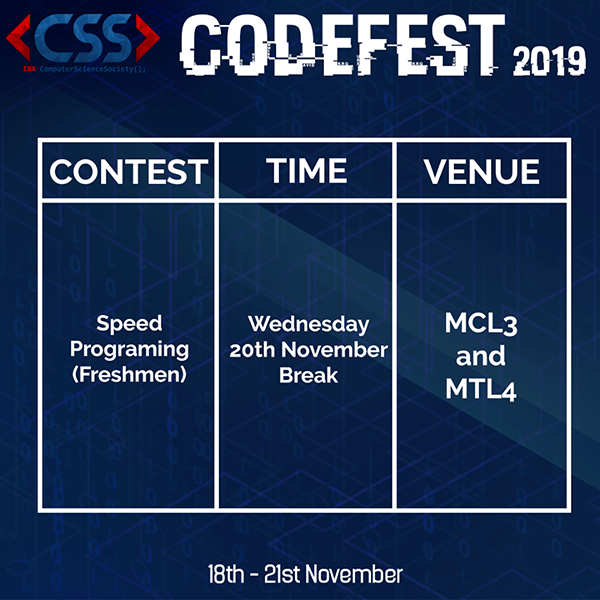 <CSS>
IBA ComputerScienceSociety();
CODEFEST 2019
CONTEST TIME VENUE
Speed
Programing
(Freshmen)
Wednesday
20th November
Break
MCL3
and
MTL4
18th - 21st November